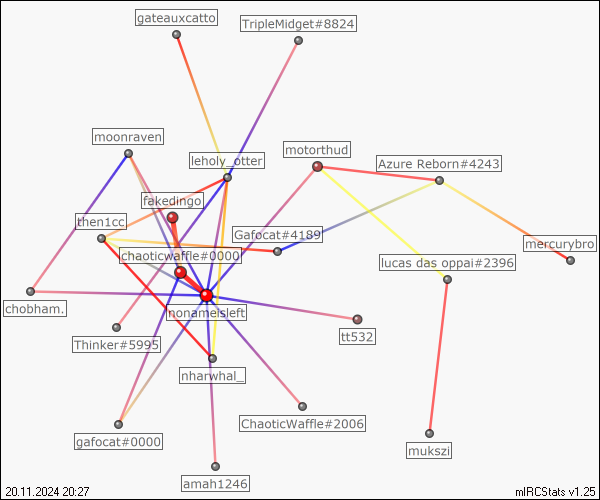 gateauxcatto
TripleMidget#8824
moonraven
leholy_otter
motorthud
Azure Reborn#4243
fakedingo
then1cc
Gafocat#4189
mercurybro
chaoticwaffle#0000
lucas das oppai#2396
chobham.
nonameisleft
tt532
Thinker#5995
nharwhal_
ChaoticWaffle#2006
gafocat#0000
mukszi
amah1246
20.11.2024 20:27
mIRCStats v1.25